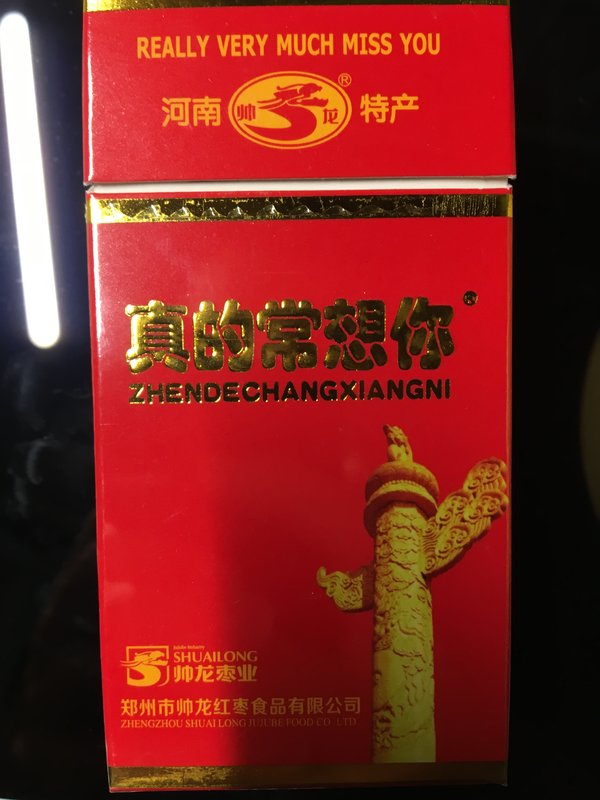 REALLY VERY MUCH MISS YOU
河南 帅龙® 特产
真的常想你®
ZHENDECHANGXIANGNI
Jujube Industry
SHUAILONG
帅龙枣业
郑州市帅龙红枣食品有限公司
ZHENGZHOU SHUAI LONG JUJUBE FOOD CO LTD